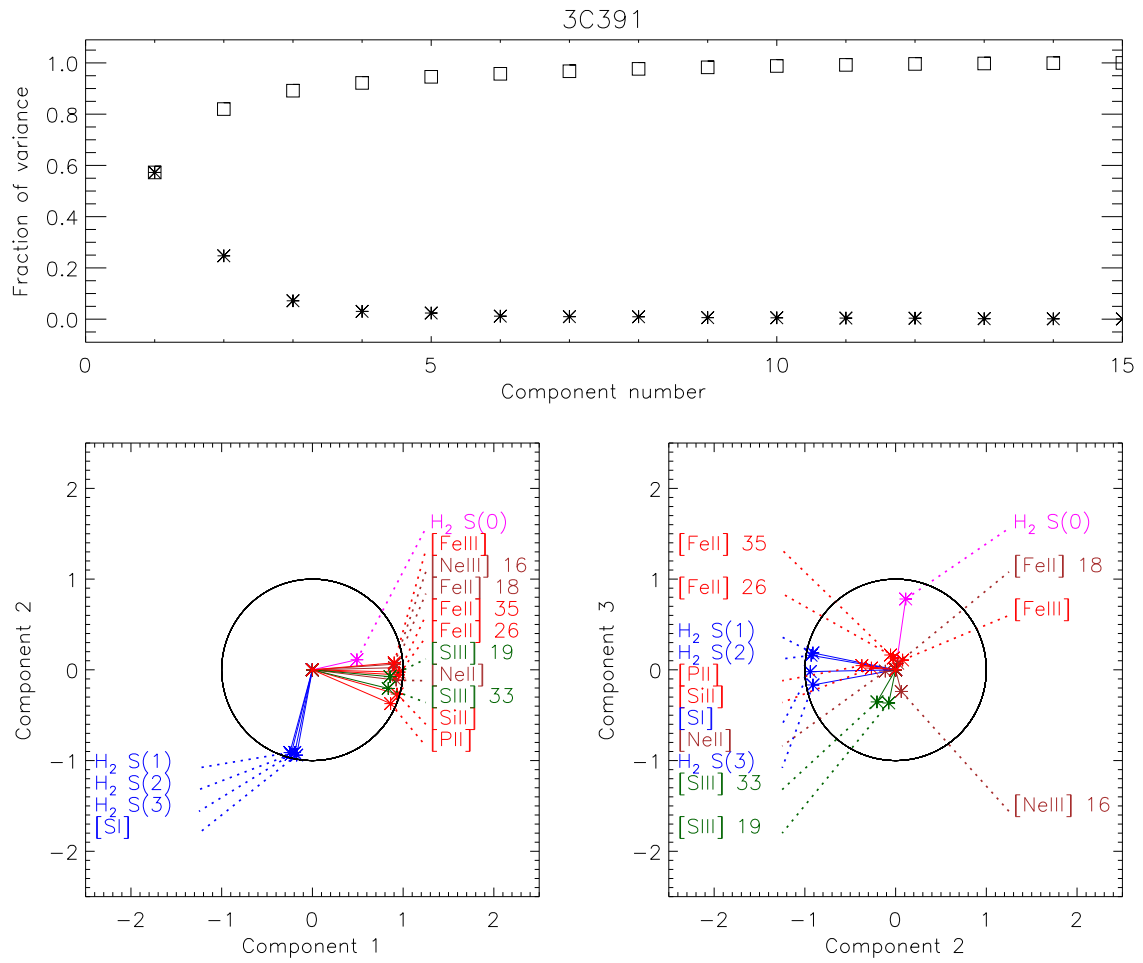 3C391
1.0
0.8
0.6
0.4
0.2
0.0
Fraction of variance
0 5 10 15
Component number
2
1
0
−1
−2
Component 2
H₂ S(0)
[FeIII]
[NeIII] 16
[FeII] 18
[FeII] 35
[FeII] 26
[SIII] 19
[NeII]
[SIII] 33
[SiII]
[PII]
H₂ S(1)
H₂ S(2)
H₂ S(3)
[SI]
−2 −1 0 1 2
Component 1
2
1
0
−1
−2
Component 3
[FeII] 35
[FeII] 26
H₂ S(1)
H₂ S(2)
[PII]
[SiII]
[SI]
[NeII]
H₂ S(3)
[SIII] 33
[SIII] 19
H₂ S(0)
[FeII] 18
[FeIII]
[NeIII] 16
−2 −1 0 1 2
Component 2